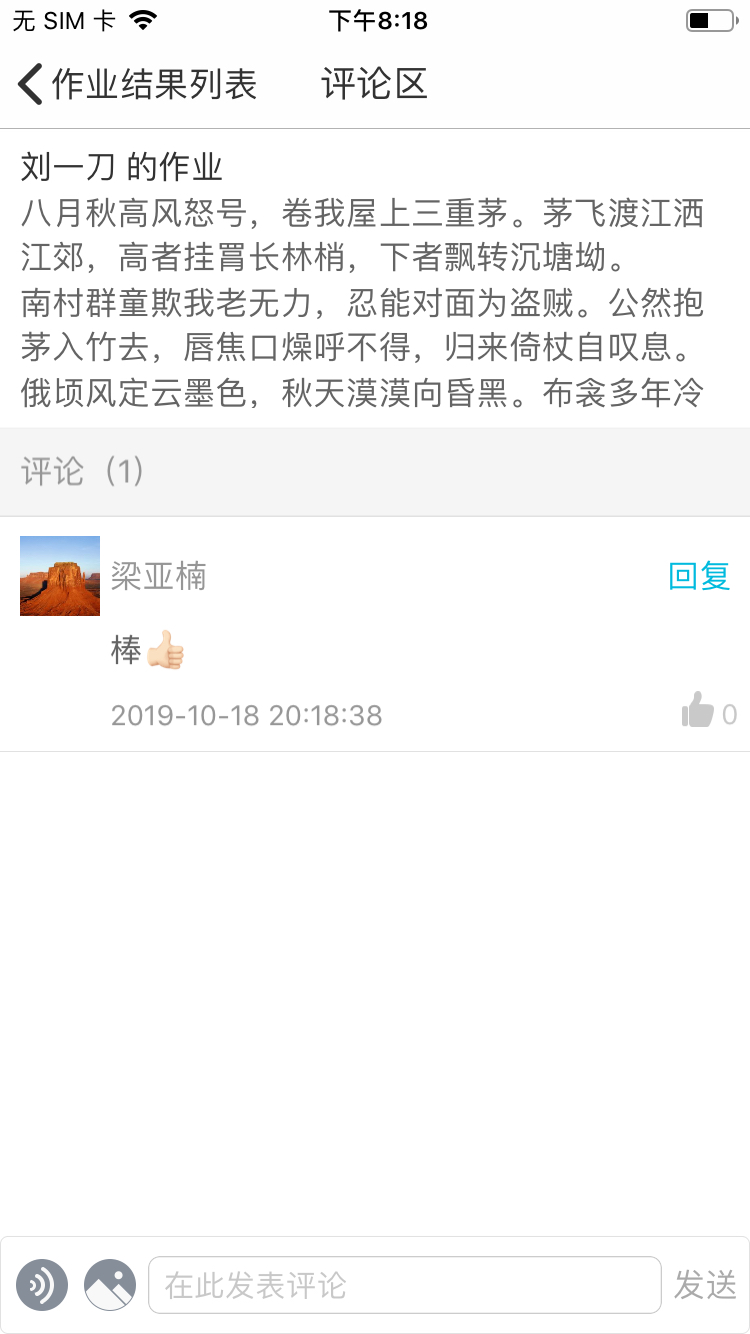 无 SIM 卡 下午8:18
作业结果列表 评论区
刘一刀 的作业
八月秋高风怒号，卷我屋上三重茅。茅飞渡江洒
江郊，高者挂罥长林梢，下者飘转沉塘坳。
南村群童欺我老无力，忍能对面为盗贼。公然抱
茅入竹去，唇焦口燥呼不得，归来倚杖自叹息。
俄顷风定云墨色，秋天漠漠向昏黑。布衾多年冷
评论（1）
梁亚楠 回复
棒👍🏻
2019-10-18 20:18:38 0
在此发表评论 发送